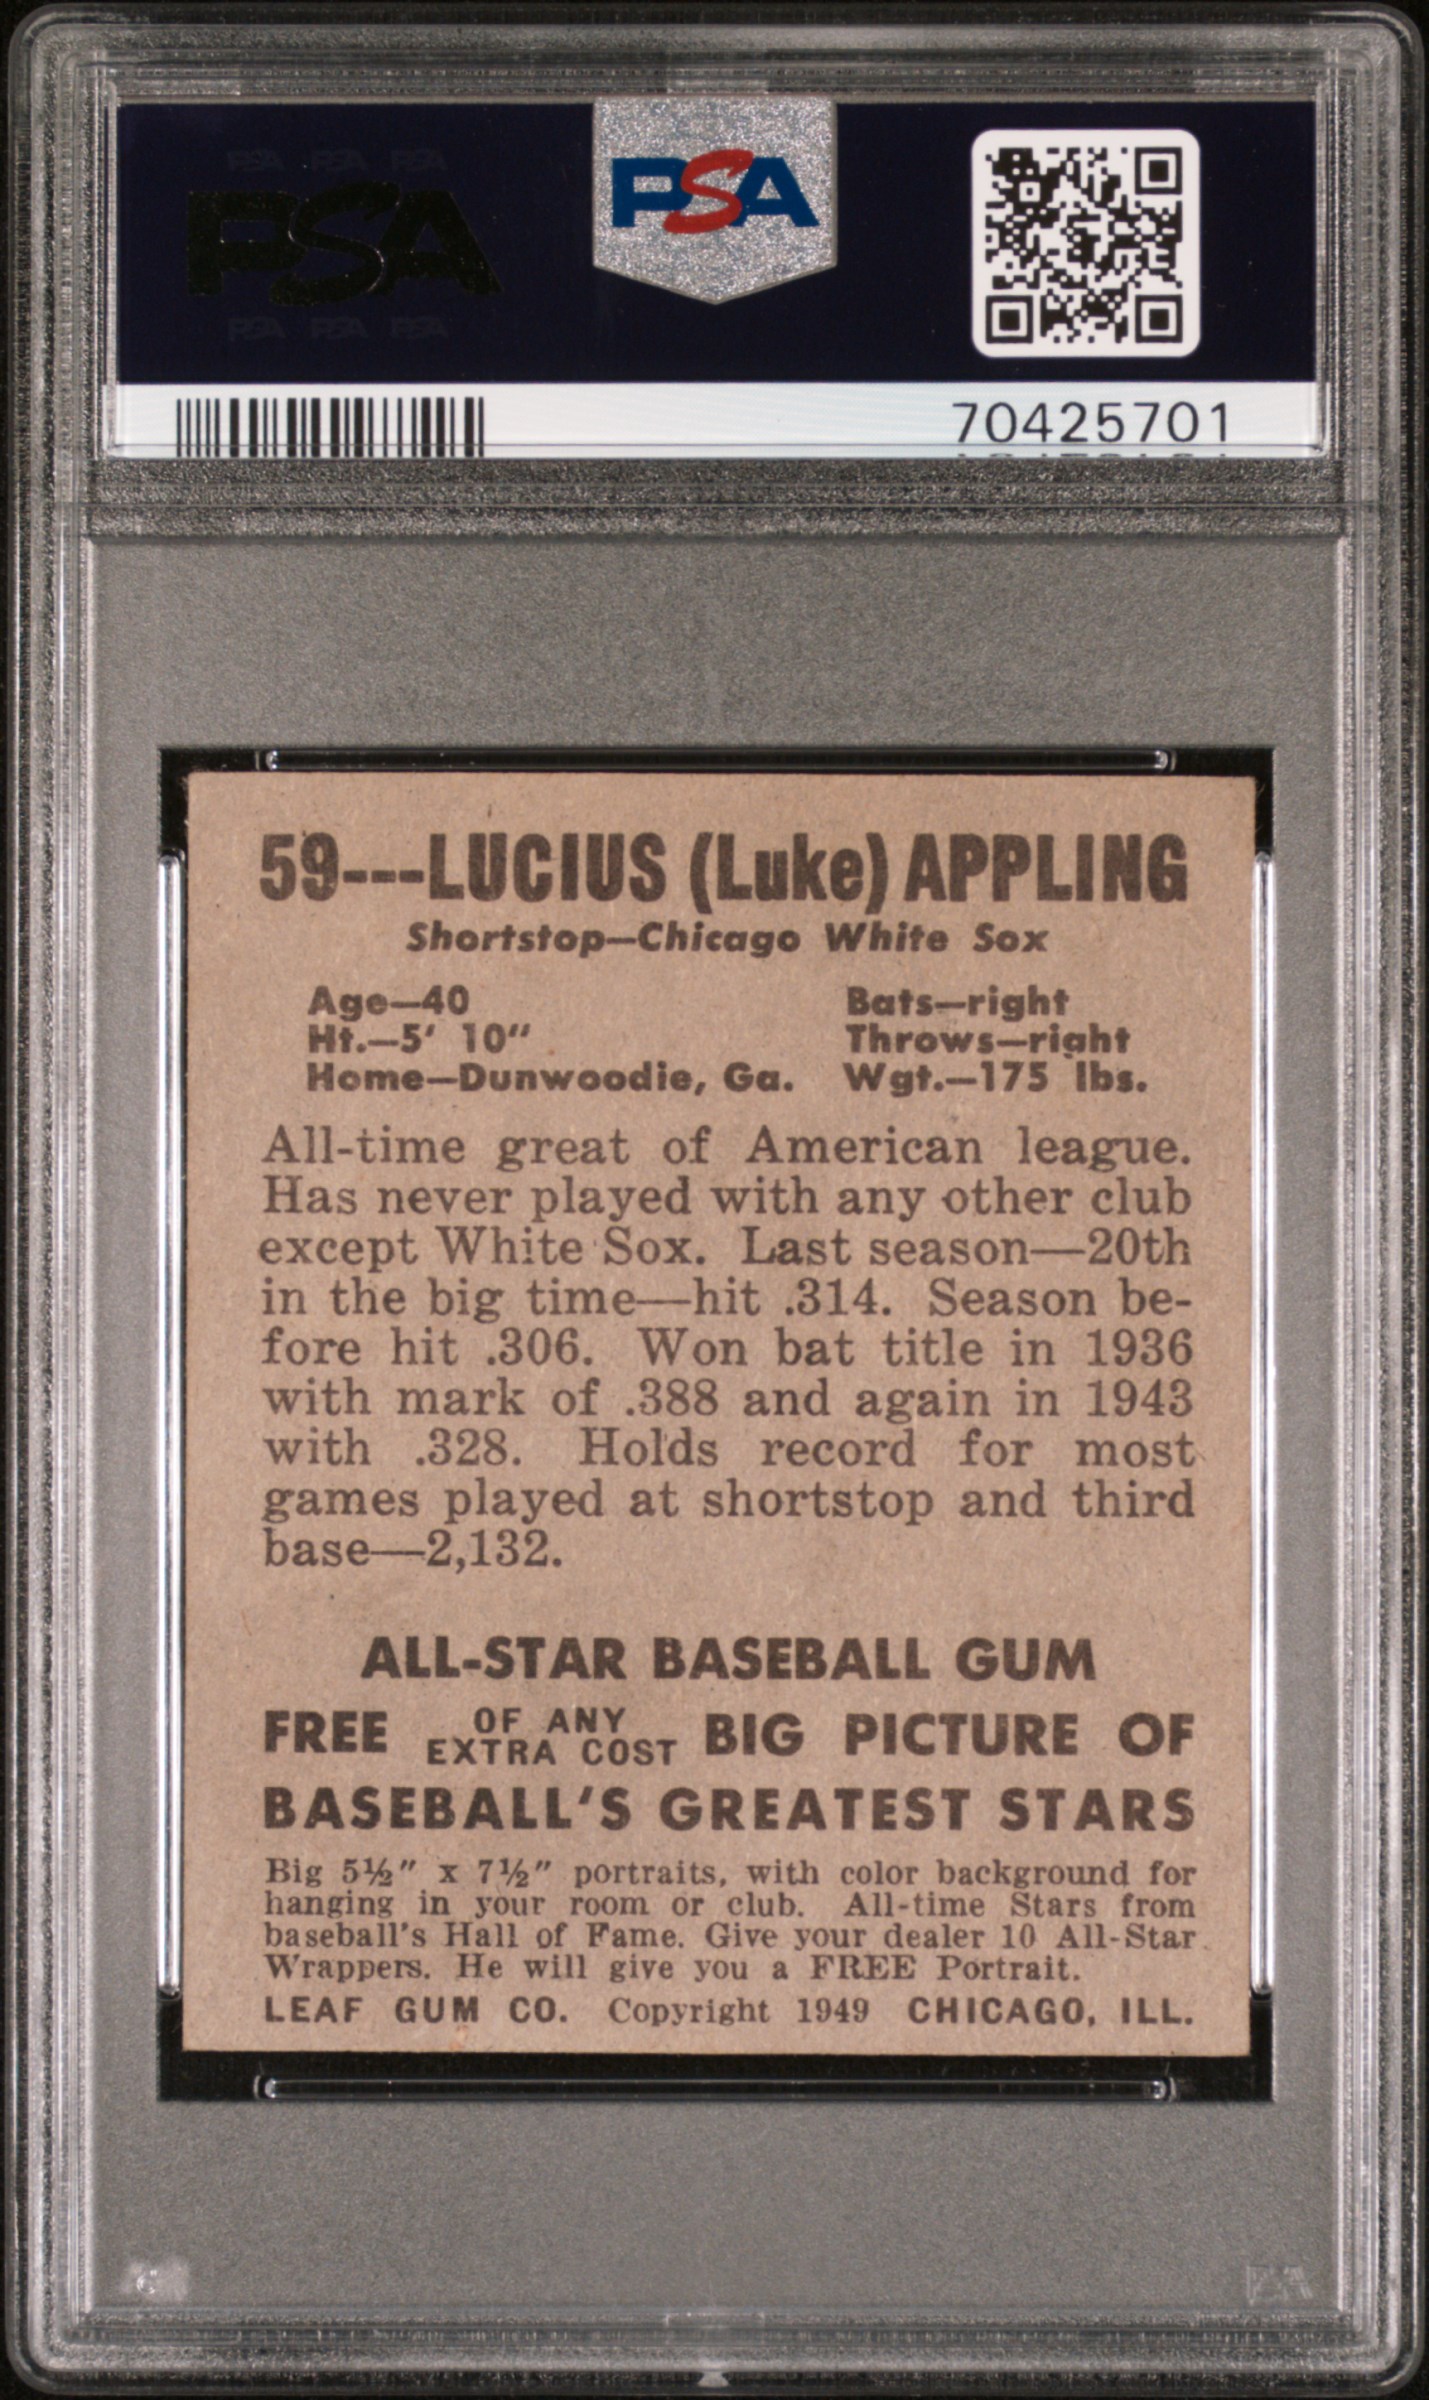 PSA PSA PSA
PSA
PSA PSA PSA
PSA
70425701
59---LUCIUS (Luke) APPLING
Shortstop—Chicago White Sox
Age—40 Bats—right
Ht.—5' 10" Throws—right
Home—Dunwoodie, Ga. Wgt.—175 lbs.
All-time great of American league.
Has never played with any other club
except White Sox. Last season—20th
in the big time—hit .314. Season be-
fore hit .306. Won bat title in 1936
with mark of .388 and again in 1943
with .328. Holds record for most
games played at shortstop and third
base—2,132.
ALL-STAR BASEBALL GUM
FREE OF ANY EXTRA COST BIG PICTURE OF
BASEBALL'S GREATEST STARS
Big 5½" x 7½" portraits, with color background for
hanging in your room or club. All-time Stars from
baseball's Hall of Fame. Give your dealer 10 All-Star
Wrappers. He will give you a FREE Portrait.
LEAF GUM CO. Copyright 1949 CHICAGO, ILL.
PSA